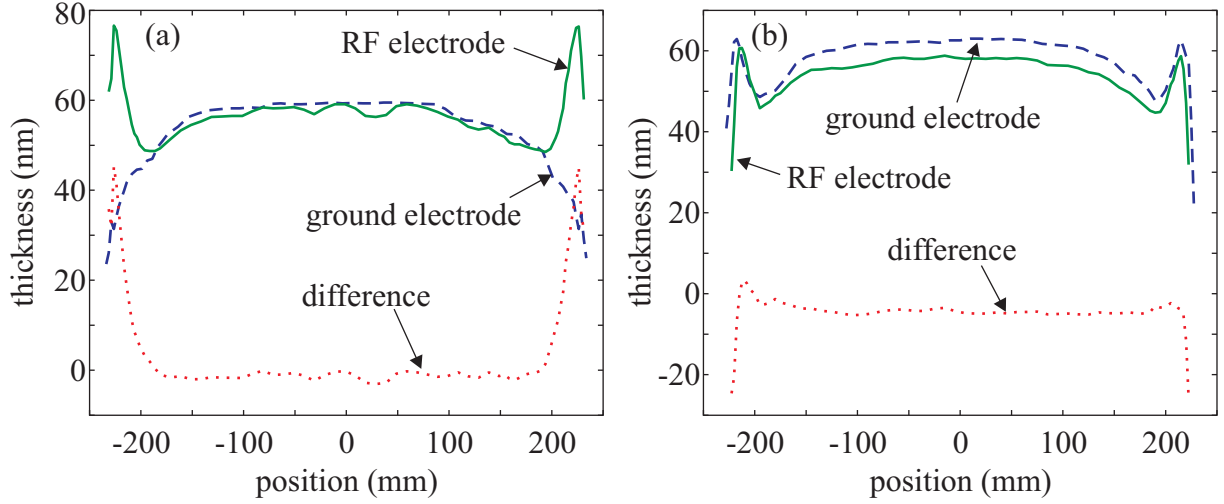 80
(a)
RF electrode
60
40
ground electrode
20
difference
0
-200
-100
0
100
200
thickness (nm)
position (mm)
(b)
60
ground electrode
40
RF electrode
20
difference
0
-20
-200
-100
0
100
200
thickness (nm)
position (mm)